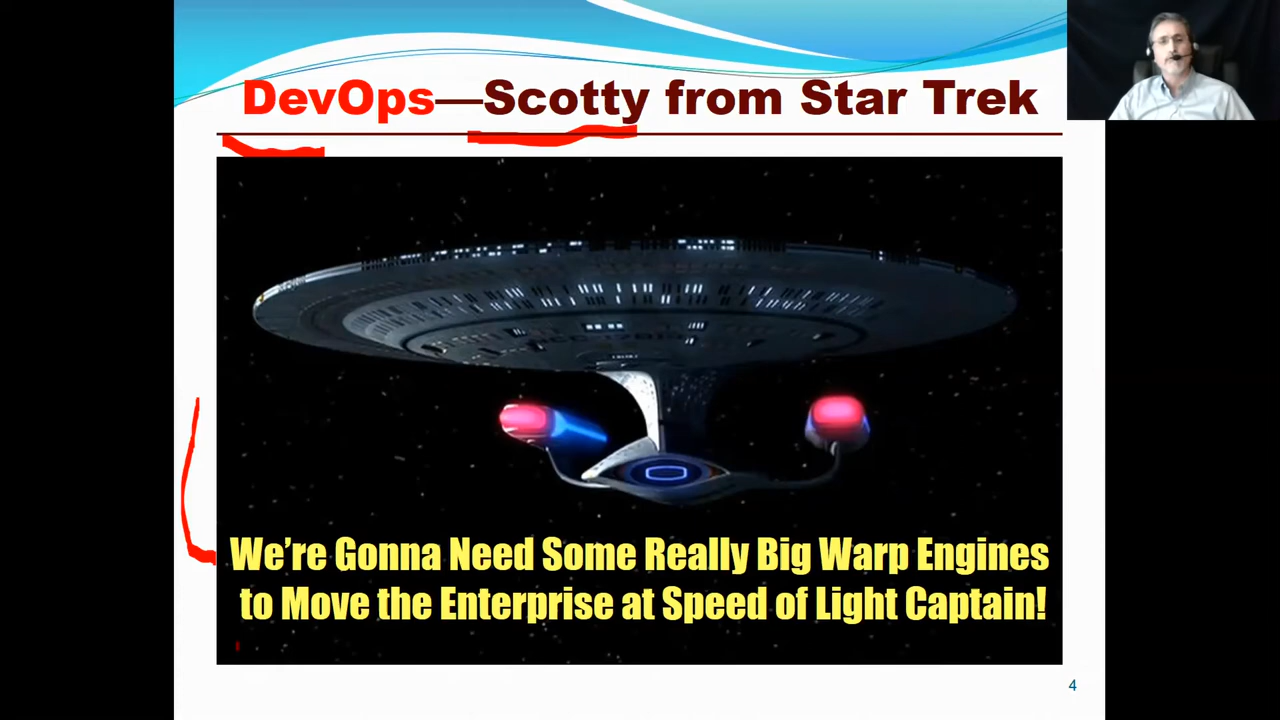 DevOps—Scotty from Star Trek
We're Gonna Need Some Really Big Warp Engines
to Move the Enterprise at Speed of Light Captain!
4